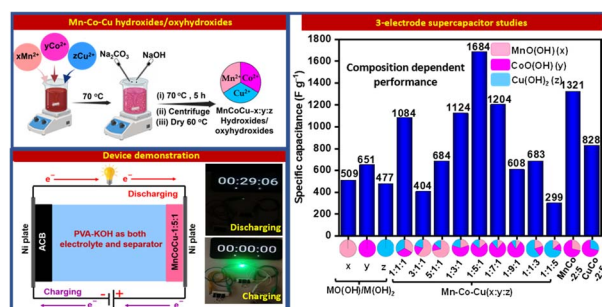 Mn-Co-Cu hydroxides/oxyhydroxides
xMn²⁺
yCo²⁺
zCu²⁺
Na₂CO₃
NaOH
70 °C
(i) 70 °C, 5 h
(ii) Centrifuge
(iii) Dry 60 °C
Mn²⁺
Co²⁺
Cu²⁺
MnCoCu-x:y:z
Hydroxides/
oxyhydroxides
Device demonstration
e⁻
e⁻
Discharging
Ni plate
ACB
PVA-KOH as both
electrolyte and separator
MnCoCu-1:5:1
Ni plate
Charging
e⁻
- +
e⁻
00:29:06
Discharging
00:00:00
Charging
3-electrode supercapacitor studies
Composition dependent
performance
MnO(OH) (x)
CoO(OH) (y)
Cu(OH)₂ (z)
Specific capacitance (F g⁻¹)
1800
1600
1400
1200
1000
800
600
400
200
0
509
651
477
1084
404
684
1124
1684
1204
608
683
299
1321
828
x
y
z
1:1:1
3:1:1
5:1:1
1:3:1
1:5:1
1:7:1
1:9:1
1:1:3
1:1:5
MnCo
-2:5
CuCo
-2:5
MO(OH)/M(OH)₂
Mn-Co-Cu(x:y:z)